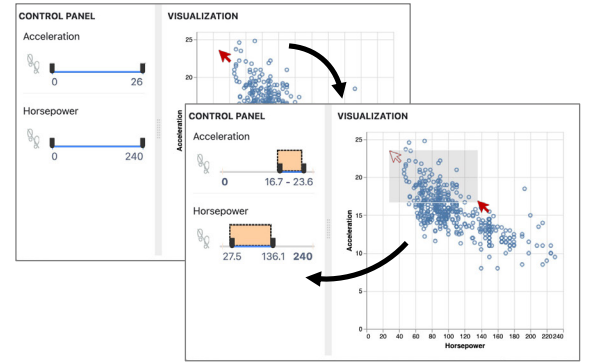 CONTROL PANEL
VISUALIZATION
Acceleration
0 26
Horsepower
0 240
25
20
Acceleration
CONTROL PANEL
VISUALIZATION
Acceleration
0 16.7 - 23.6
Horsepower
27.5 136.1 240
25
20
15
10
5
0
Acceleration
0 20 40 60 80 100 120 140 160 180 200 220 240
Horsepower